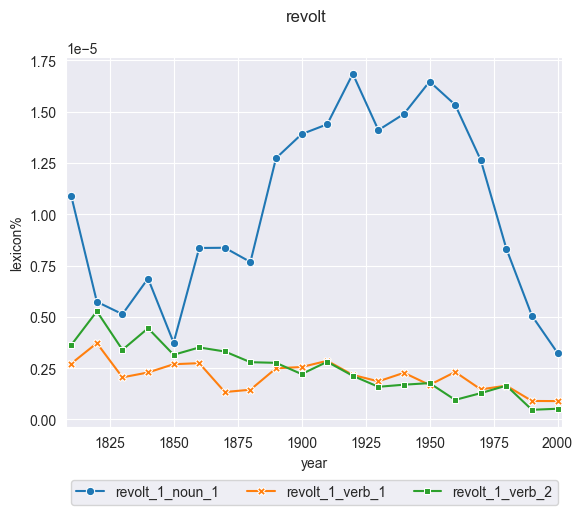 revolt
1e−5
1.75
1.50
1.25
1.00
0.75
0.50
0.25
0.00
lexicon%
1825 1850 1875 1900 1925 1950 1975 2000
year
revolt_1_noun_1 revolt_1_verb_1 revolt_1_verb_2